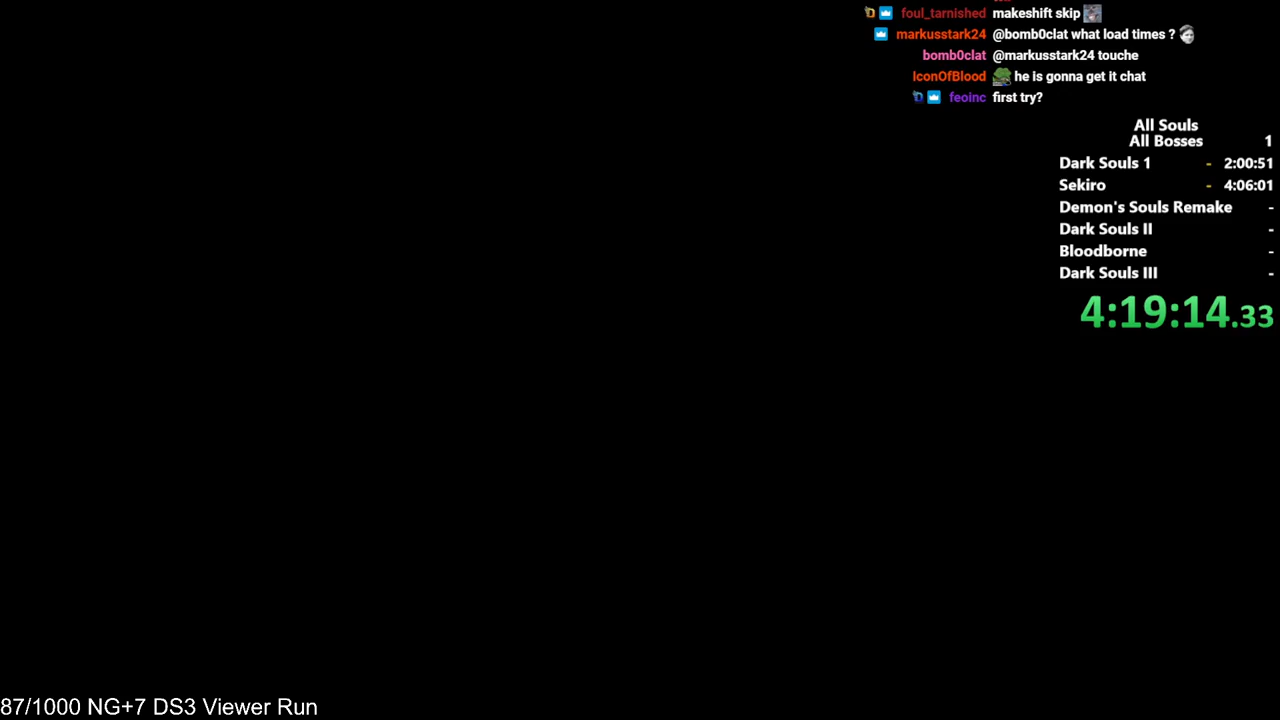 foul_tarnished makeshift skip
markusstark24 @bomb0clat what load times ?
bomb0clat @markusstark24 touche
IconOfBlood he is gonna get it chat
feoinc first try?
All Souls
All Bosses 1
Dark Souls 1 - 2:00:51
Sekiro - 4:06:01
Demon's Souls Remake -
Dark Souls II -
Bloodborne -
Dark Souls III -
4:19:14.33
87/1000 NG+7 DS3 Viewer Run